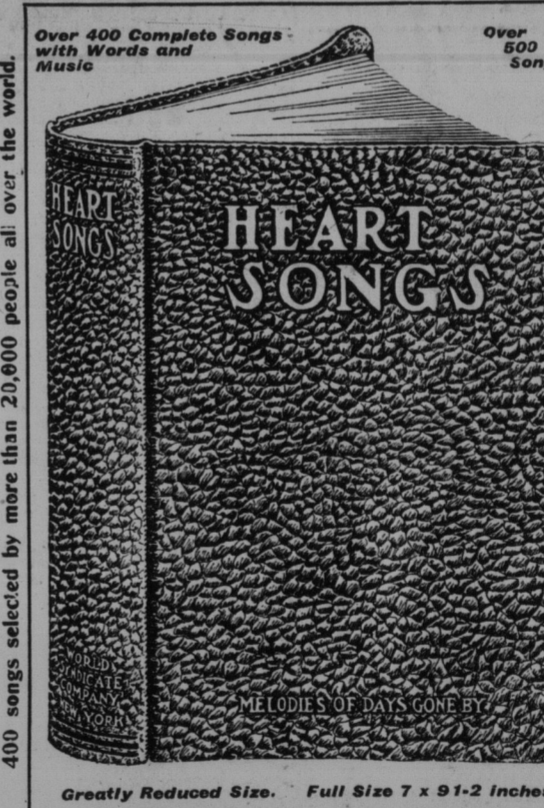 Over 400 Complete Songs
with Words and
Music
Over
500
Son
400 songs selected by more than 20,000 people all over the world.
HEART
SONGS
HEART
SONGS
MELODIES OF DAYS GONE BY
WORLDS
SYNDICATE
COMPANY
NEW YORK
Greatly Reduced Size. Full Size 7 x 9 1-2 inche